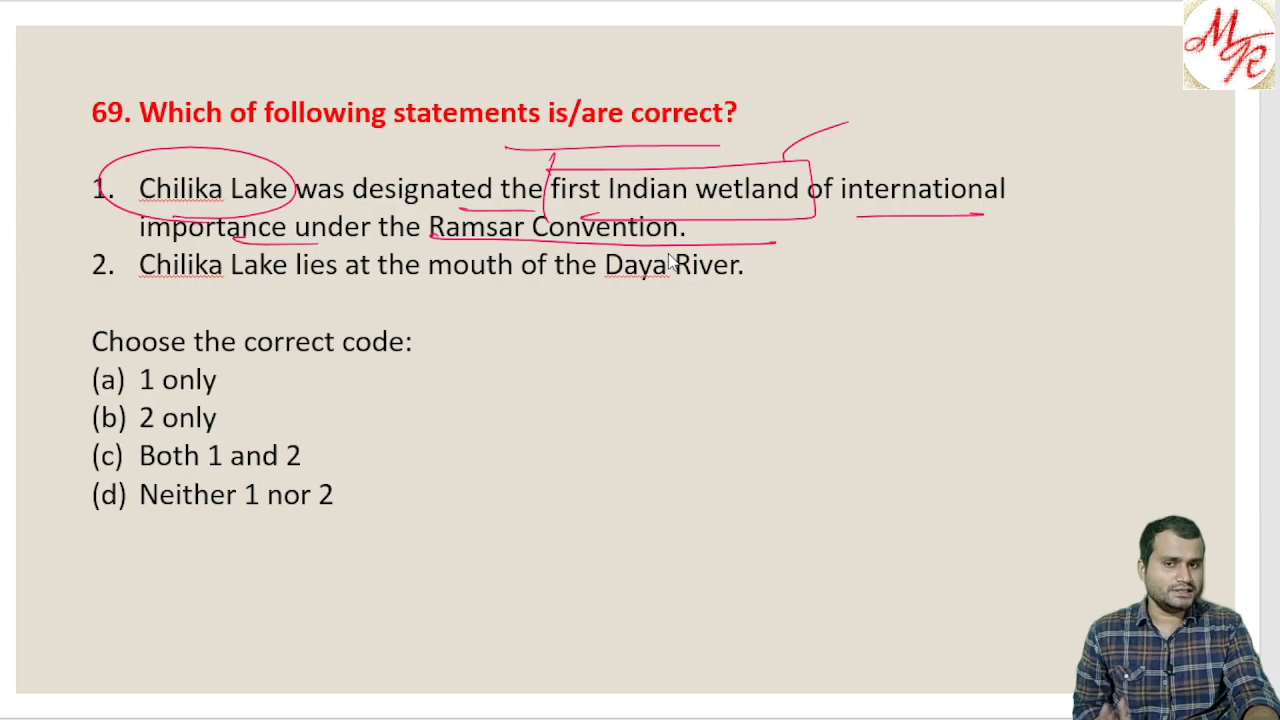 MR
69. Which of following statements is/are correct?
1. Chilika Lake was designated the first Indian wetland of international
importance under the Ramsar Convention.
2. Chilika Lake lies at the mouth of the Daya River.
Choose the correct code:
(a) 1 only
(b) 2 only
(c) Both 1 and 2
(d) Neither 1 nor 2